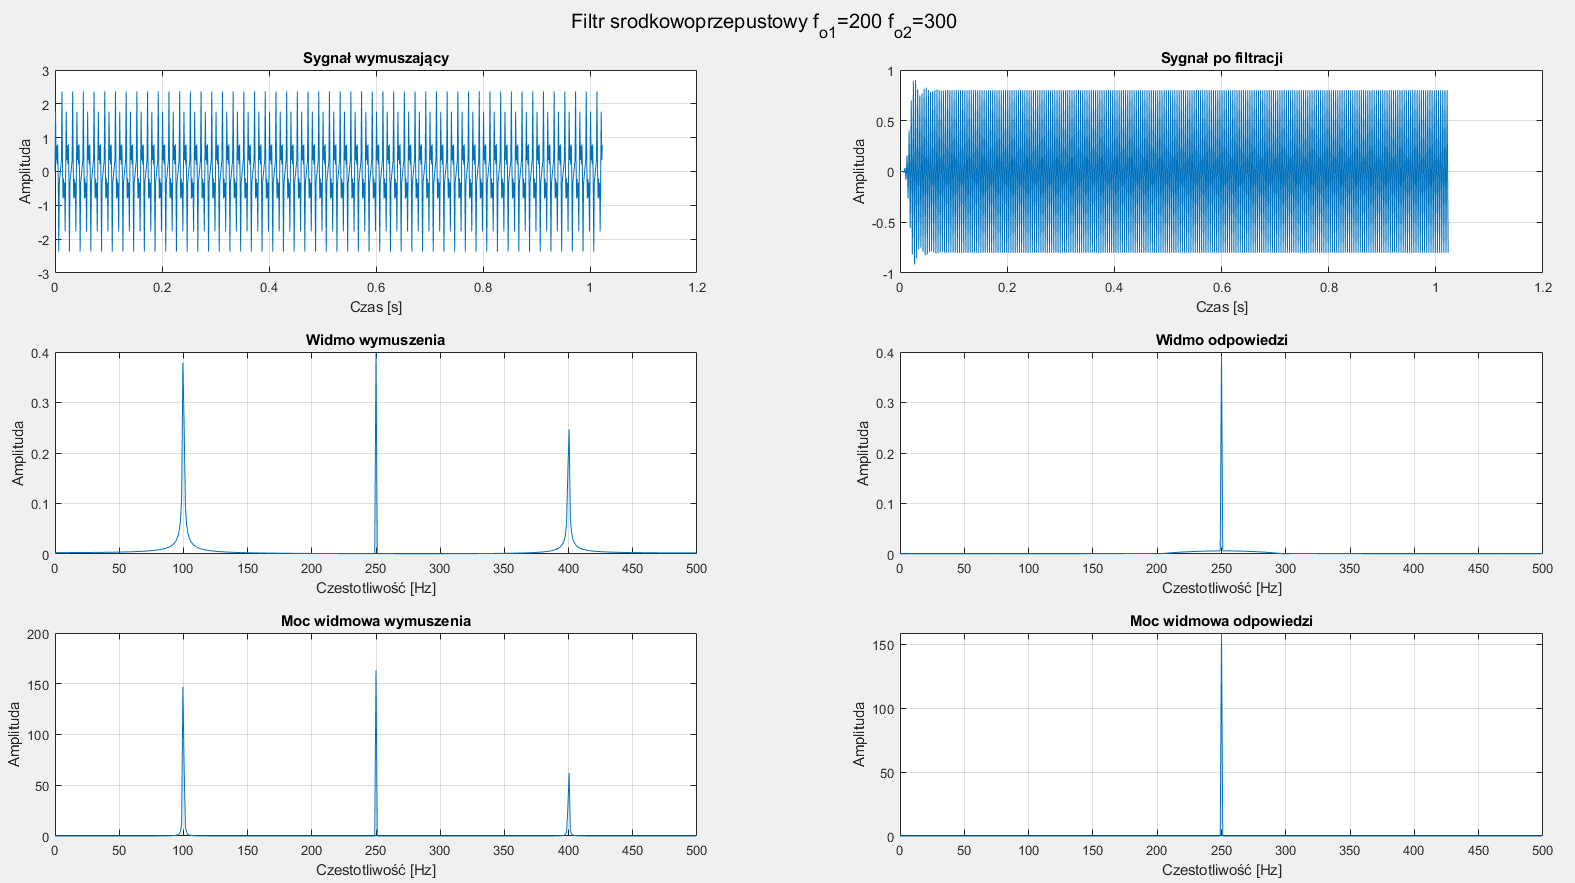 Filtr srodkowoprzepustowy fo1=200 fo2=300
Sygnał wymuszający
3
2
1
0
-1
-2
-3
Amplituda
0 0.2 0.4 0.6 0.8 1 1.2
Czas [s]
Sygnał po filtracji
1
0.5
0
-0.5
-1
Amplituda
0 0.2 0.4 0.6 0.8 1 1.2
Czas [s]
Widmo wymuszenia
0.4
0.3
0.2
0.1
0
Amplituda
0 50 100 150 200 250 300 350 400 450 500
Czestotliwość [Hz]
Widmo odpowiedzi
0.4
0.3
0.2
0.1
0
Amplituda
0 50 100 150 200 250 300 350 400 450 500
Czestotliwość [Hz]
Moc widmowa wymuszenia
200
150
100
50
0
Amplituda
0 50 100 150 200 250 300 350 400 450 500
Czestotliwość [Hz]
Moc widmowa odpowiedzi
150
100
50
0
Amplituda
0 50 100 150 200 250 300 350 400 450 500
Czestotliwość [Hz]